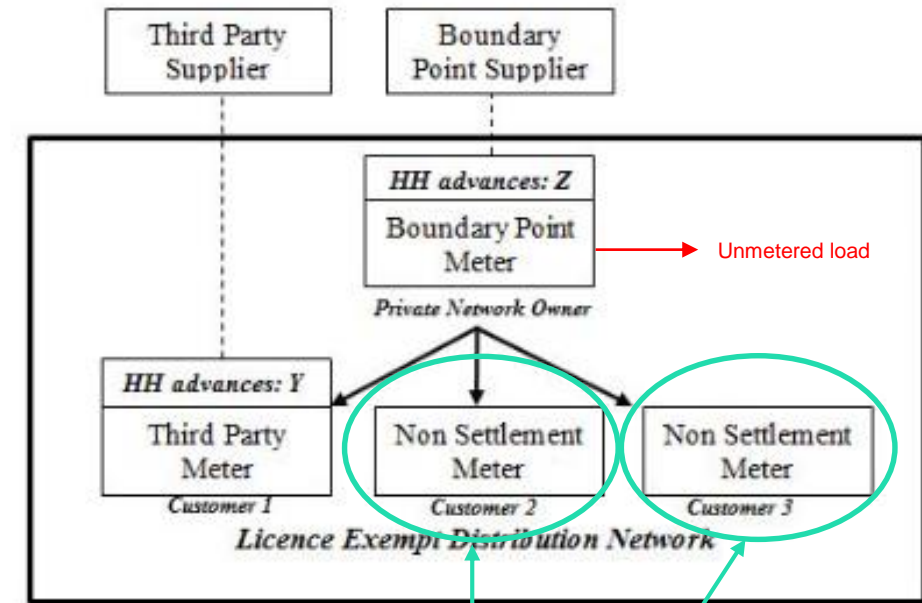 Third Party
Supplier
Boundary
Point Supplier
HH advances: Z
Boundary Point
Meter
Unmetered load
Private Network Owner
HH advances: Y
Third Party
Meter
Non Settlement
Meter
Non Settlement
Meter
Customer 1
Customer 2
Customer 3
Licence Exempt Distribution Network